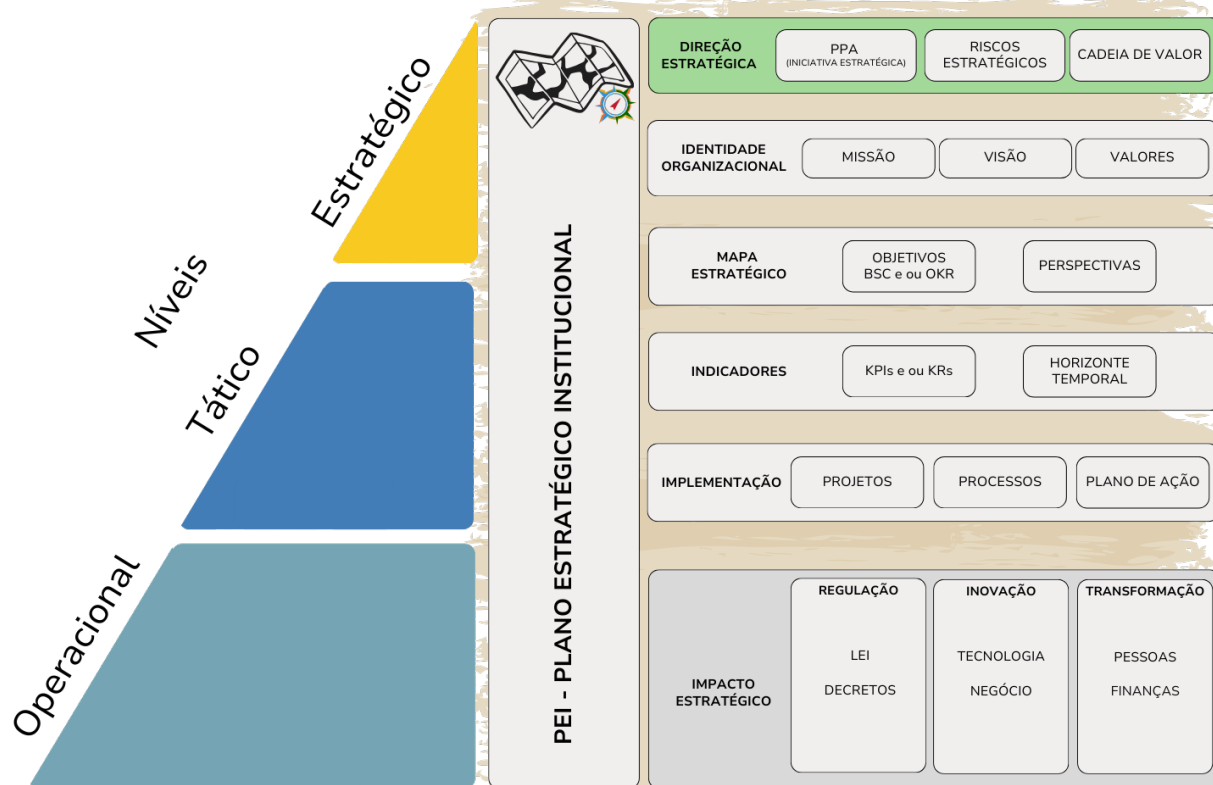 Níveis
Estratégico
Tático
Operacional
PEI - PLANO ESTRATÉGICO INSTITUCIONAL
DIREÇÃO
ESTRATÉGICA
PPA
(INICIATIVA ESTRATÉGICA)
RISCOS
ESTRATÉGICOS
CADEIA DE VALOR
IDENTIDADE
ORGANIZACIONAL
MISSÃO
VISÃO
VALORES
MAPA
ESTRATÉGICO
OBJETIVOS
BSC e ou OKR
PERSPECTIVAS
INDICADORES
KPIs e ou KRs
HORIZONTE
TEMPORAL
IMPLEMENTAÇÃO
PROJETOS
PROCESSOS
PLANO DE AÇÃO
IMPACTO
ESTRATÉGICO
REGULAÇÃO
LEI
DECRETOS
INOVAÇÃO
TECNOLOGIA
NEGÓCIO
TRANSFORMAÇÃO
PESSOAS
FINANÇAS